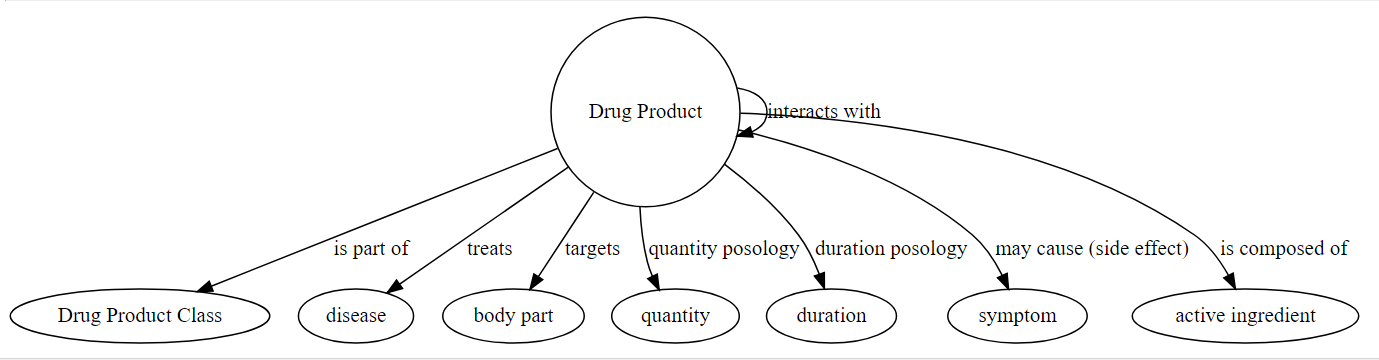 Drug Product
interacts with
is part of
treats
targets
quantity posology
duration posology
may cause (side effect)
is composed of
Drug Product Class
disease
body part
quantity
duration
symptom
active ingredient